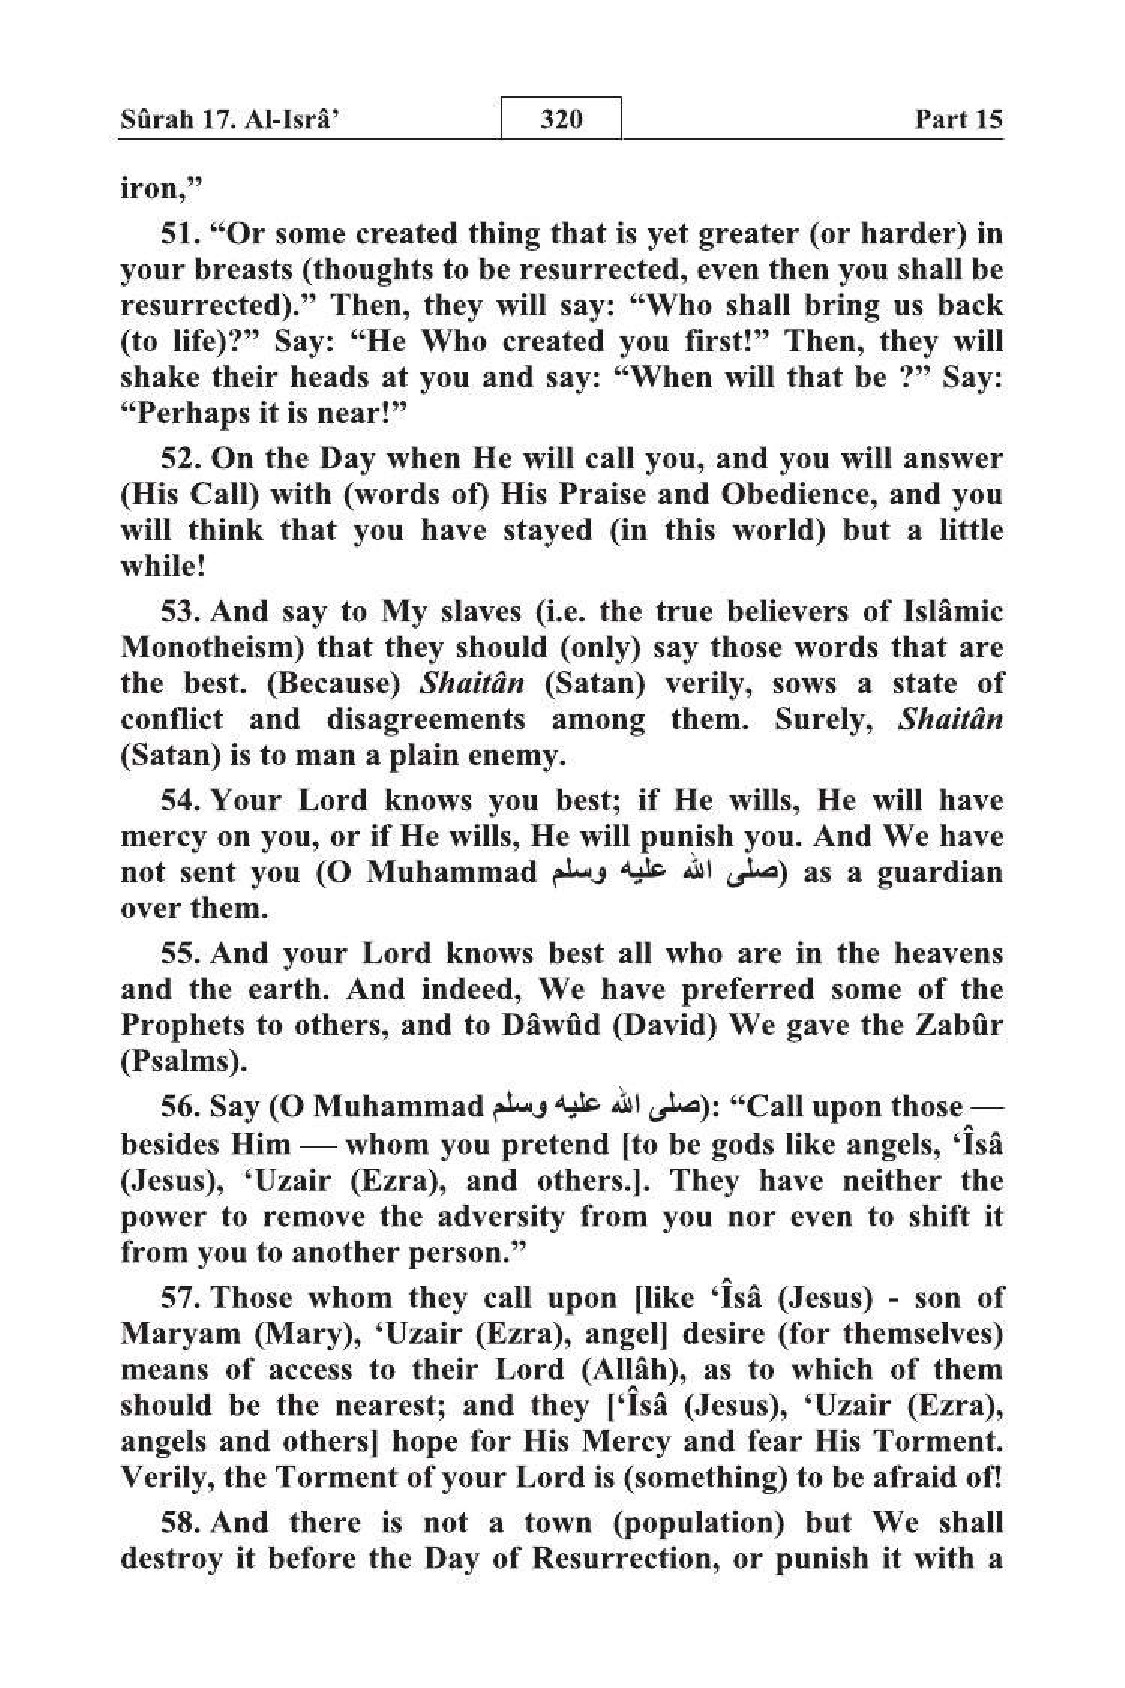 Sûrah 17. Al-Isrâ’ 320 Part 15
iron,”
51. “Or some created thing that is yet greater (or harder) in
your breasts (thoughts to be resurrected, even then you shall be
resurrected).” Then, they will say: “Who shall bring us back
(to life)?” Say: “He Who created you first!” Then, they will
shake their heads at you and say: “When will that be ?” Say:
“Perhaps it is near!”
52. On the Day when He will call you, and you will answer
(His Call) with (words of) His Praise and Obedience, and you
will think that you have stayed (in this world) but a little
while!
53. And say to My slaves (i.e. the true believers of Islâmic
Monotheism) that they should (only) say those words that are
the best. (Because) Shaitân (Satan) verily, sows a state of
conflict and disagreements among them. Surely, Shaitân
(Satan) is to man a plain enemy.
54. Your Lord knows you best; if He wills, He will have
mercy on you, or if He wills, He will punish you. And We have
not sent you (O Muhammad صلى الله عليه وسلم) as a guardian
over them.
55. And your Lord knows best all who are in the heavens
and the earth. And indeed, We have preferred some of the
Prophets to others, and to Dâwûd (David) We gave the Zabûr
(Psalms).
56. Say (O Muhammad صلى الله عليه وسلم): “Call upon those —
besides Him — whom you pretend [to be gods like angels, ‘Îsâ
(Jesus), ‘Uzair (Ezra), and others.]. They have neither the
power to remove the adversity from you nor even to shift it
from you to another person.”
57. Those whom they call upon [like ‘Îsâ (Jesus) - son of
Maryam (Mary), ‘Uzair (Ezra), angel] desire (for themselves)
means of access to their Lord (Allâh), as to which of them
should be the nearest; and they [‘Îsâ (Jesus), ‘Uzair (Ezra),
angels and others] hope for His Mercy and fear His Torment.
Verily, the Torment of your Lord is (something) to be afraid of!
58. And there is not a town (population) but We shall
destroy it before the Day of Resurrection, or punish it with a